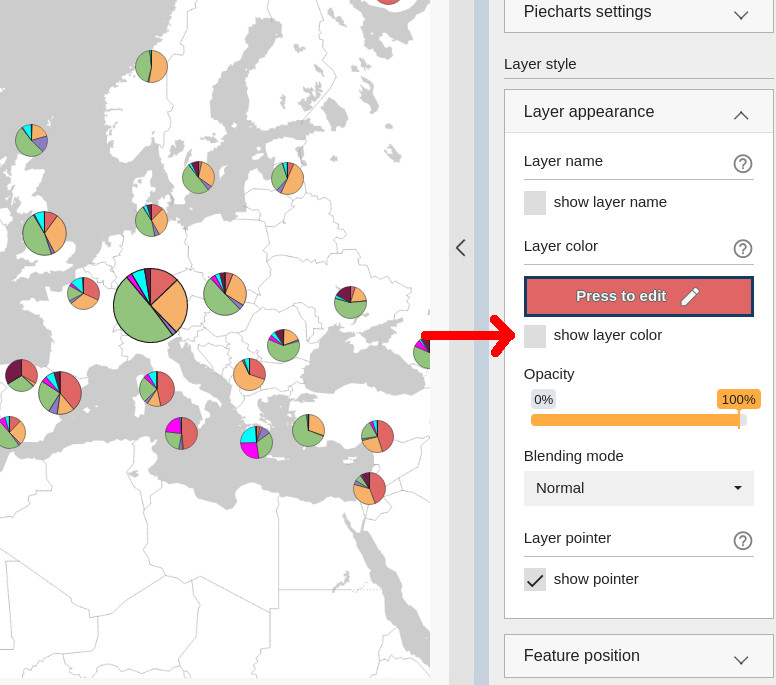 Piecharts settings
Layer style
Layer appearance
Layer name
show layer name
Layer color
Press to edit
show layer color
Opacity
0% 100%
Blending mode
Normal
Layer pointer
show pointer
Feature position